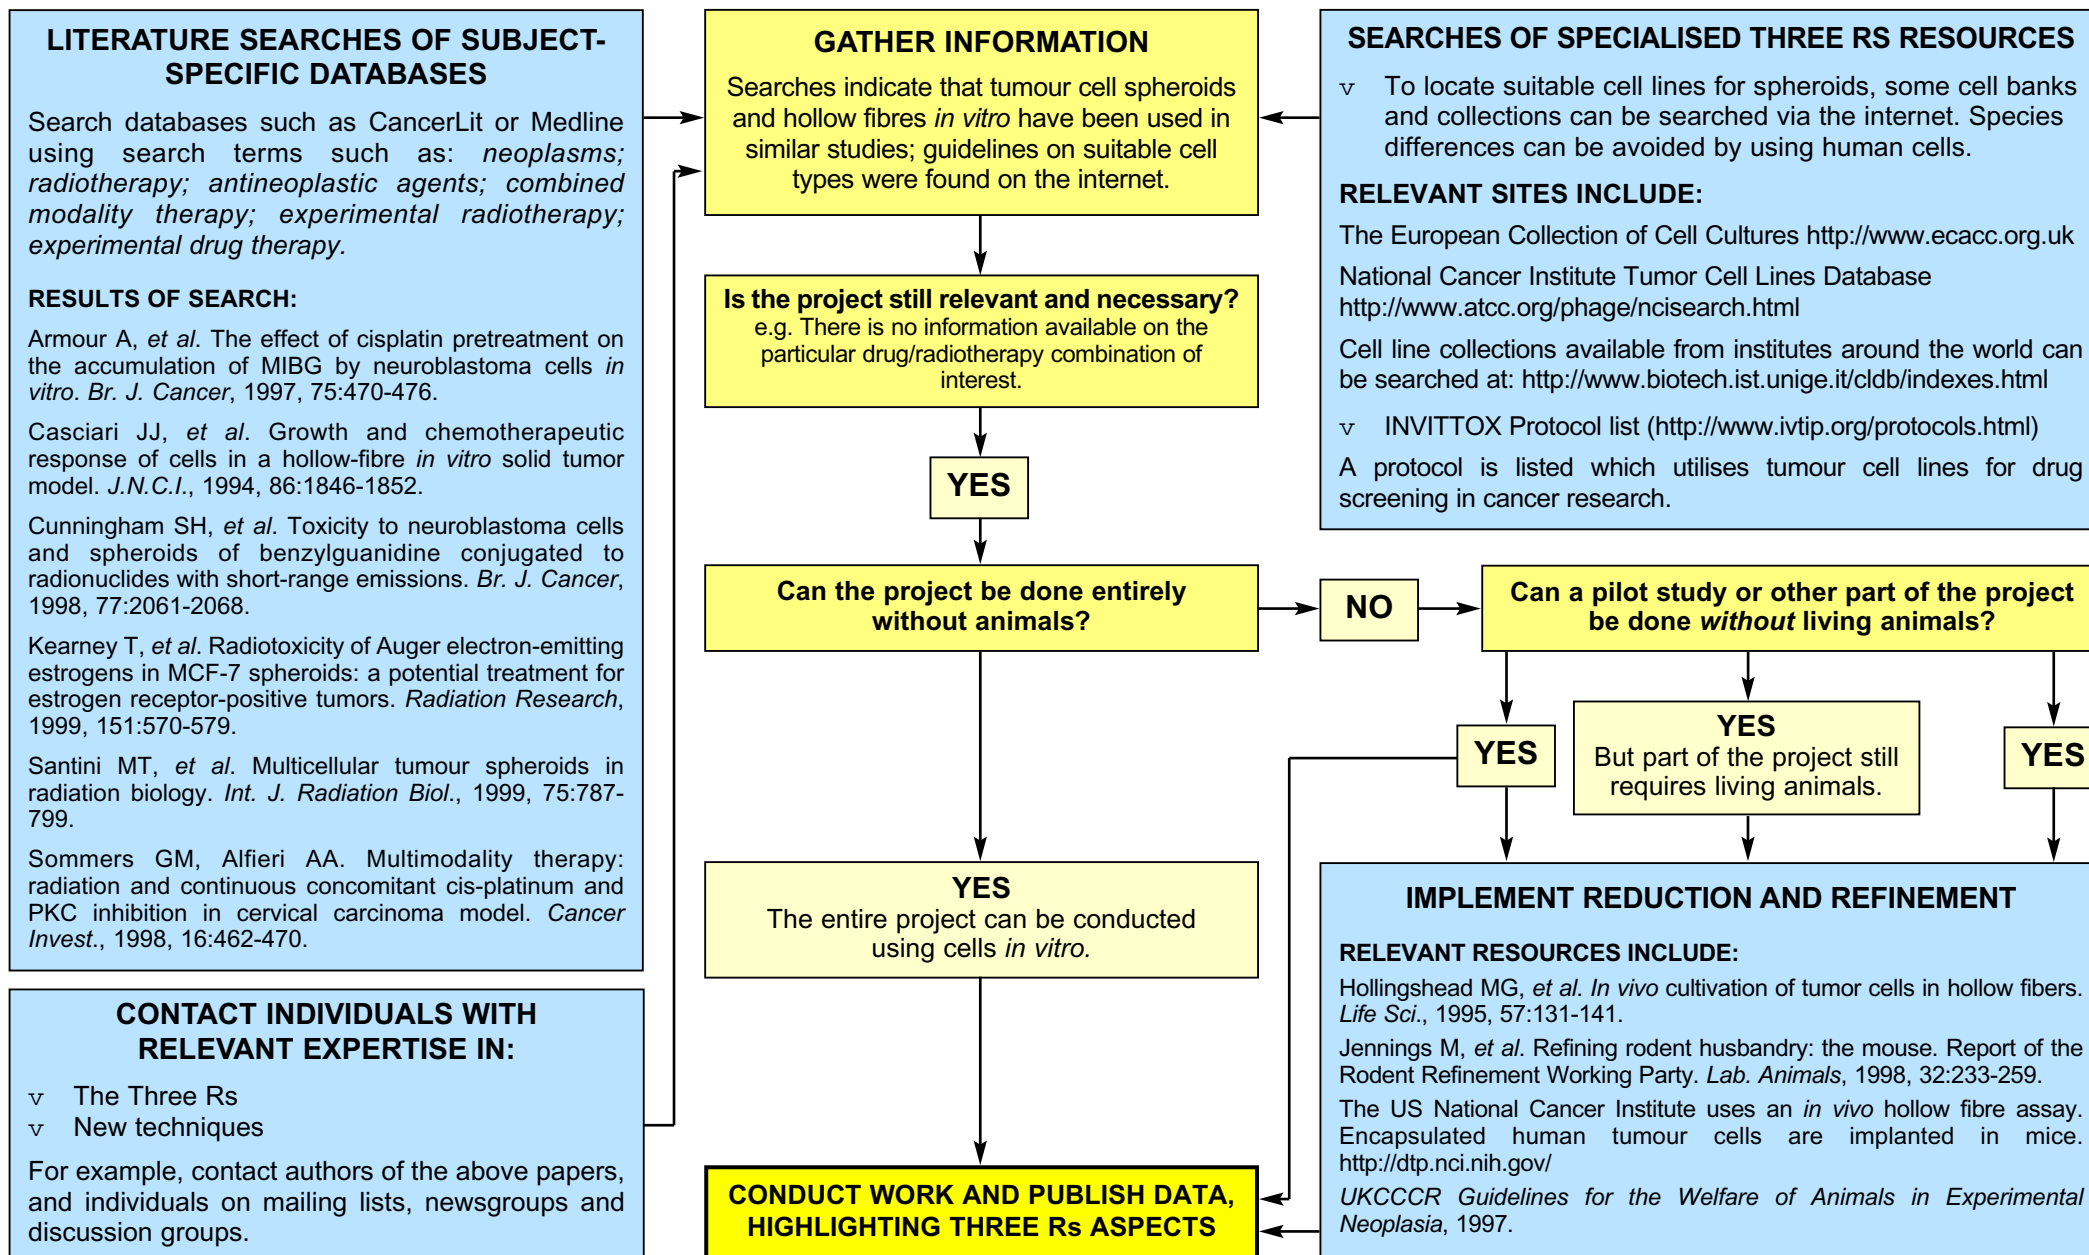 LITERATURE SEARCHES OF SUBJECT-
SPECIFIC DATABASES
Search databases such as CancerLit or Medline
using search terms such as: neoplasms;
radiotherapy; antineoplastic agents; combined
modality therapy; experimental radiotherapy;
experimental drug therapy.
RESULTS OF SEARCH:
Armour A, et al. The effect of cisplatin pretreatment on
the accumulation of MIBG by neuroblastoma cells in
vitro. Br. J. Cancer, 1997, 75:470-476.
Casciari JJ, et al. Growth and chemotherapeutic
response of cells in a hollow-fibre in vitro solid tumor
model. J.N.C.I., 1994, 86:1846-1852.
Cunningham SH, et al. Toxicity to neuroblastoma cells
and spheroids of benzylguanidine conjugated to
radionuclides with short-range emissions. Br. J. Cancer,
1998, 77:2061-2068.
Kearney T, et al. Radiotoxicity of Auger electron-emitting
estrogens in MCF-7 spheroids: a potential treatment for
estrogen receptor-positive tumors. Radiation Research,
1999, 151:570-579.
Santini MT, et al. Multicellular tumour spheroids in
radiation biology. Int. J. Radiation Biol., 1999, 75:787-
799.
Sommers GM, Alfieri AA. Multimodality therapy:
radiation and continuous concomitant cis-platinum and
PKC inhibition in cervical carcinoma model. Cancer
Invest., 1998, 16:462-470.
CONTACT INDIVIDUALS WITH
RELEVANT EXPERTISE IN:
v The Three Rs
v New techniques
For example, contact authors of the above papers,
and individuals on mailing lists, newsgroups and
discussion groups.
GATHER INFORMATION
Searches indicate that tumour cell spheroids
and hollow fibres in vitro have been used in
similar studies; guidelines on suitable cell
types were found on the internet.
Is the project still relevant and necessary?
e.g. There is no information available on the
particular drug/radiotherapy combination of
interest.
YES
Can the project be done entirely
without animals?
NO
YES
The entire project can be conducted
using cells in vitro.
CONDUCT WORK AND PUBLISH DATA,
HIGHLIGHTING THREE Rs ASPECTS
SEARCHES OF SPECIALISED THREE RS RESOURCES
v To locate suitable cell lines for spheroids, some cell banks
and collections can be searched via the internet. Species
differences can be avoided by using human cells.
RELEVANT SITES INCLUDE:
The European Collection of Cell Cultures http://www.ecacc.org.uk
National Cancer Institute Tumor Cell Lines Database
http://www.atcc.org/phage/ncisearch.html
Cell line collections available from institutes around the world can
be searched at: http://www.biotech.ist.unige.it/cldb/indexes.html
v INVITTOX Protocol list (http://www.ivtip.org/protocols.html)
A protocol is listed which utilises tumour cell lines for drug
screening in cancer research.
Can a pilot study or other part of the project
be done without living animals?
YES
YES
But part of the project still
requires living animals.
YES
IMPLEMENT REDUCTION AND REFINEMENT
RELEVANT RESOURCES INCLUDE:
Hollingshead MG, et al. In vivo cultivation of tumor cells in hollow fibers.
Life Sci., 1995, 57:131-141.
Jennings M, et al. Refining rodent husbandry: the mouse. Report of the
Rodent Refinement Working Party. Lab. Animals, 1998, 32:233-259.
The US National Cancer Institute uses an in vivo hollow fibre assay.
Encapsulated human tumour cells are implanted in mice.
http://dtp.nci.nih.gov/
UKCCCR Guidelines for the Welfare of Animals in Experimental
Neoplasia, 1997.